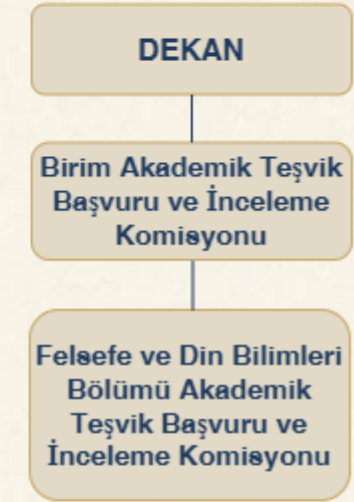 DEKAN
Birim Akademik Teşvik
Başvuru ve İnceleme
Komisyonu
Felsefe ve Din Bilimleri
Bölümü Akademik
Teşvik Başvuru ve
İnceleme Komisyonu